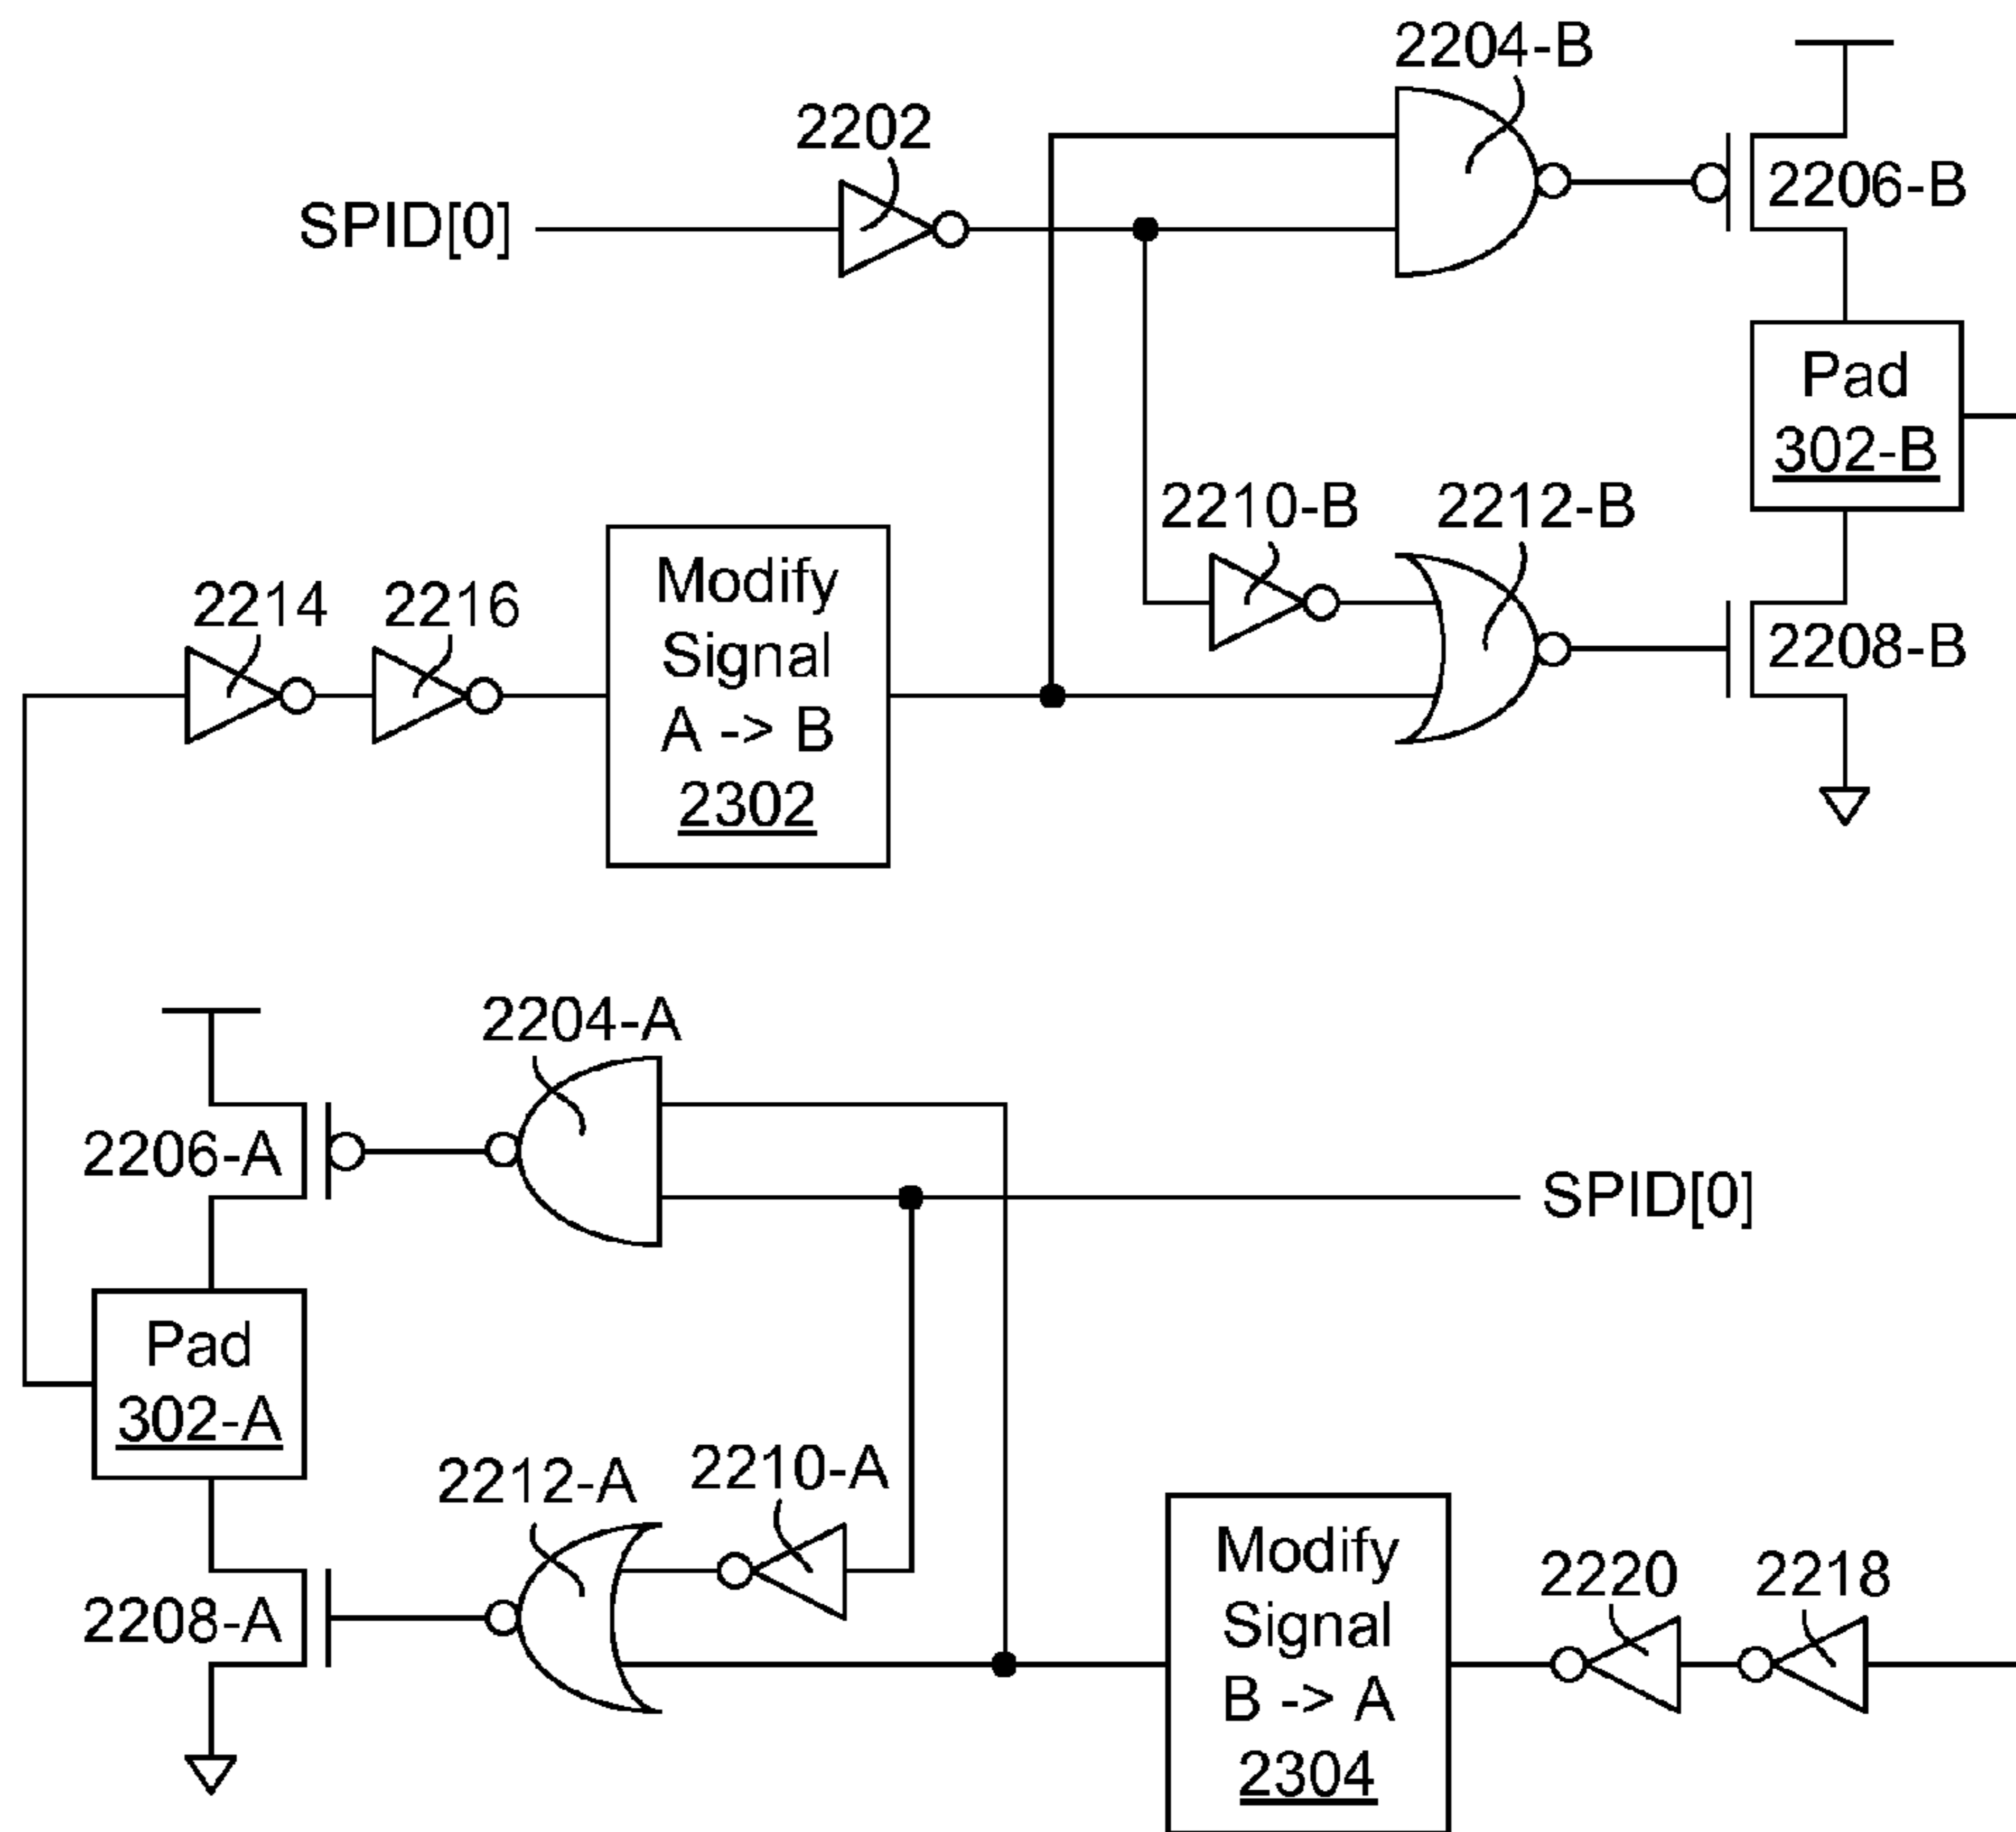 2204-B
2202
SPID[0]
2206-B
Pad
302-B
2210-B
2212-B
2214
2216
Modify
Signal
A -> B
2302
2208-B
2204-A
2206-A
SPID[0]
Pad
302-A
2212-A
2210-A
2208-A
Modify
Signal
B -> A
2304
2220
2218